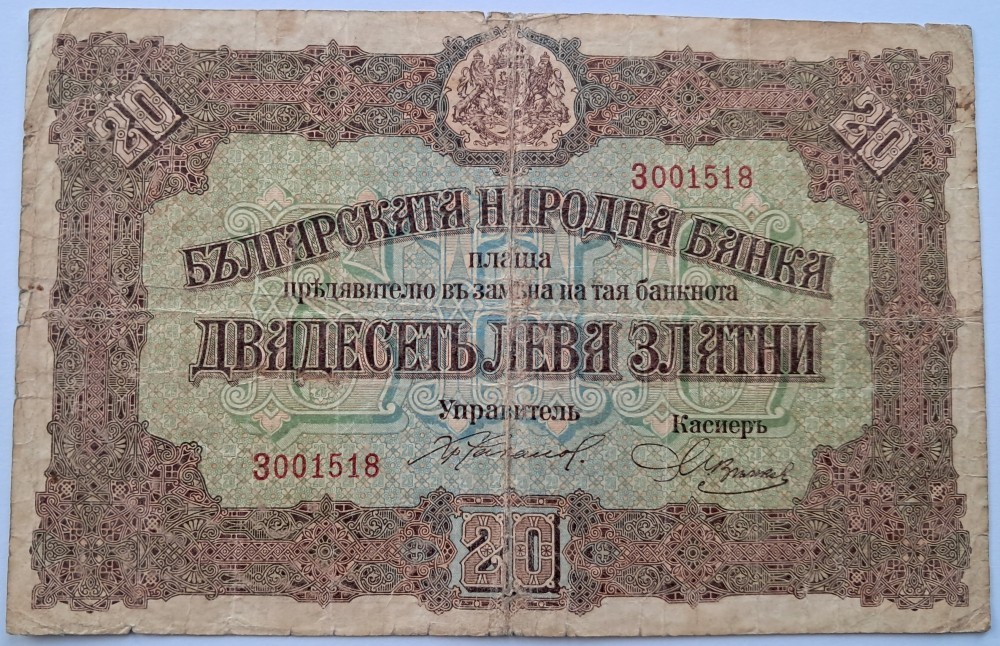 20
20
3001518
БЪЛГАРСКАТА НАРОДНА БАНКА
плаща
прѣдявителю въ замѣна на тая банкнота
ДВАДЕСЕТЬ ЛЕВА ЗЛАТНИ
Управитель
Касиеръ
3001518
20